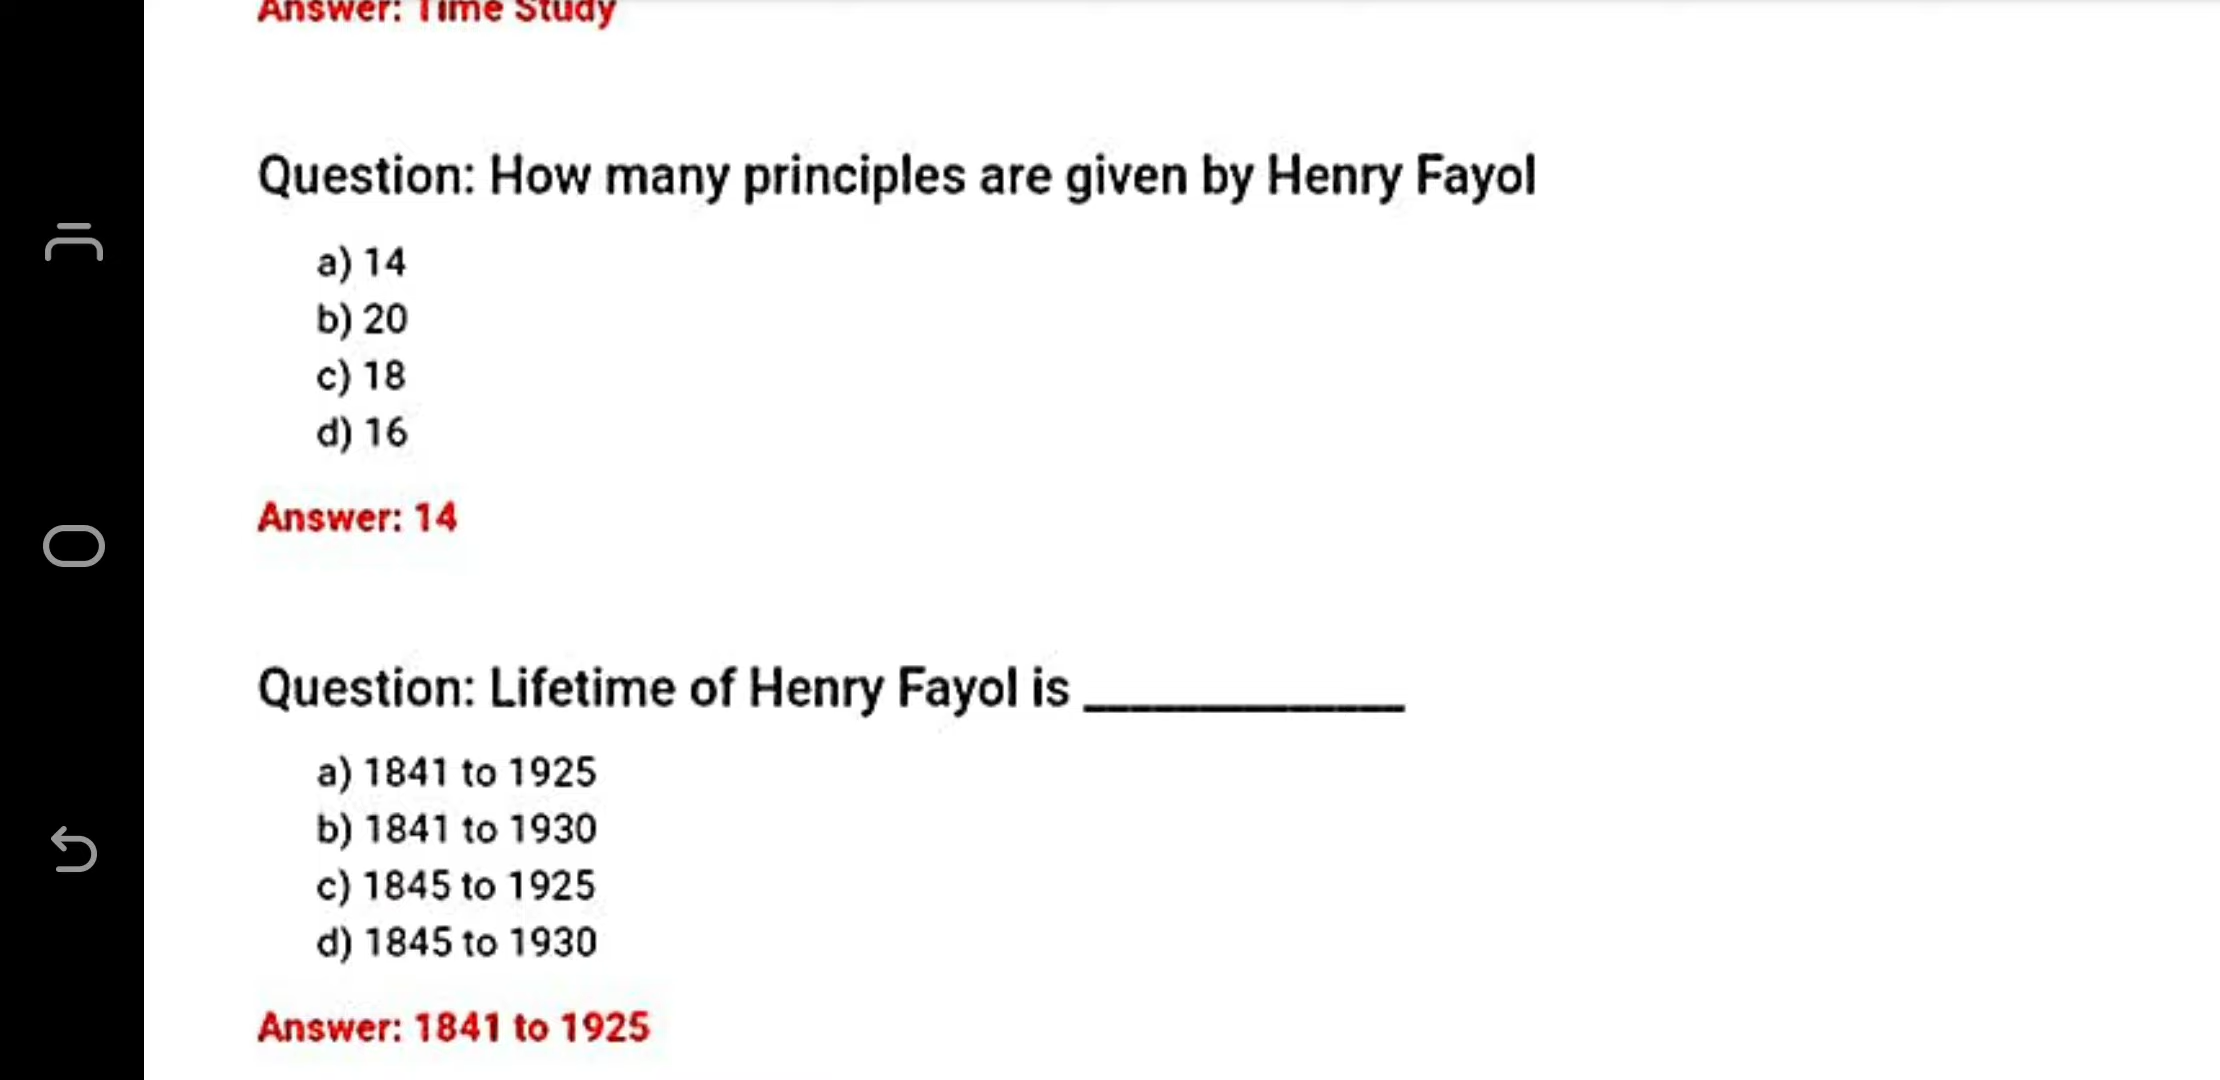 Answer: Time Study
Question: How many principles are given by Henry Fayol
a) 14
b) 20
c) 18
d) 16
Answer: 14
Question: Lifetime of Henry Fayol is ____________
a) 1841 to 1925
b) 1841 to 1930
c) 1845 to 1925
d) 1845 to 1930
Answer: 1841 to 1925